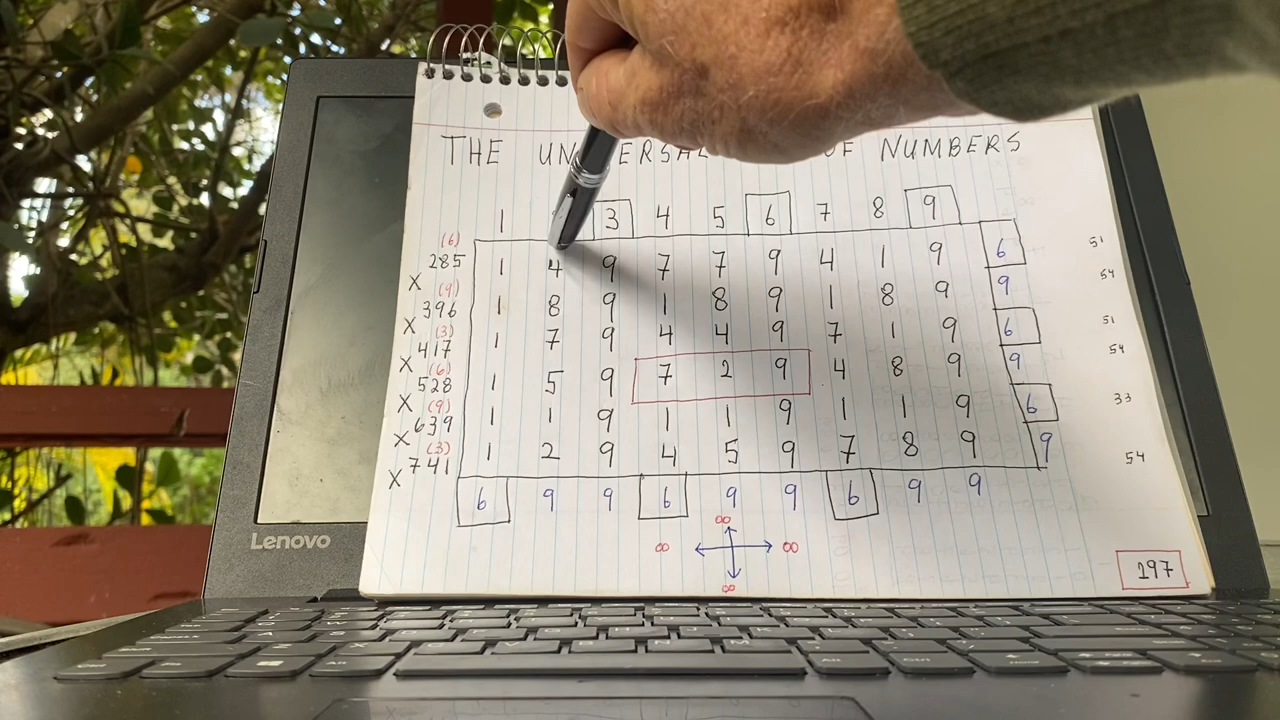 THE UN ERSAL OF NUMBERS
1 3 4 5 6 7 8 9
(6)
285 1 4 9 7 7 9 4 1 9 6 51
X (9)
396 1 8 9 1 8 9 1 8 9 9 54
X (3)
417 1 7 9 4 4 9 7 1 9 6 51
X (6)
528 1 5 9 7 2 9 4 8 9 9 54
X (9)
639 1 1 9 1 1 9 1 1 9 6 33
X (3)
741 1 2 9 4 5 9 7 8 9 9 54
X
6 9 9 6 9 9 6 9 9
∞
∞ ∞
∞
297
Lenovo